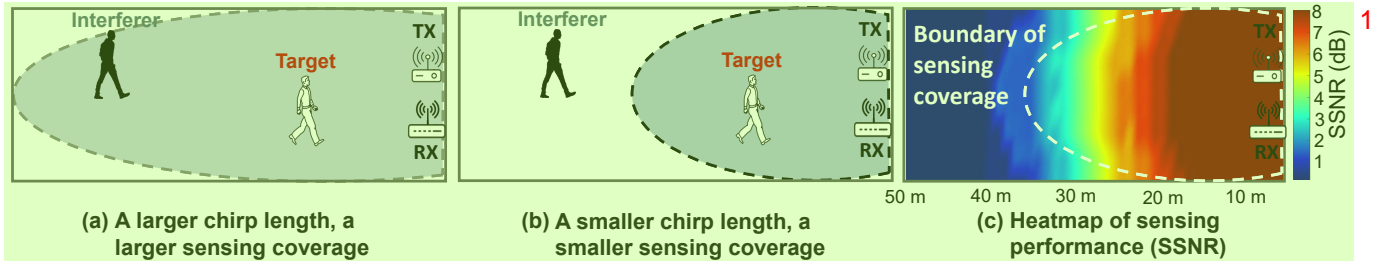 Interferer
Target
TX
RX
(a) A larger chirp length, a
larger sensing coverage
Interferer
Target
TX
RX
(b) A smaller chirp length, a
smaller sensing coverage
Boundary of
sensing
coverage
TX
RX
50 m 40 m 30 m 20 m 10 m
8
7
6
5
4
3
2
1
SSNR (dB)
(c) Heatmap of sensing
performance (SSNR)
1